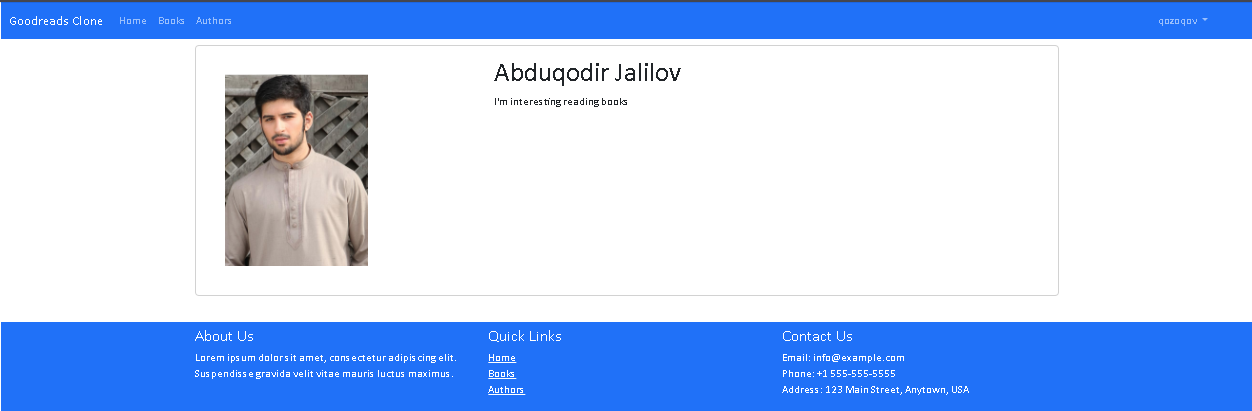 Goodreads Clone Home Books Authors qozoqov
Abduqodir Jalilov
I'm interesting reading books
About Us
Lorem ipsum dolor sit amet, consectetur adipiscing elit.
Suspendisse gravida velit vitae mauris luctus maximus.
Quick Links
Home
Books
Authors
Contact Us
Email: info@example.com
Phone: +1 555-555-5555
Address: 123 Main Street, Anytown, USA